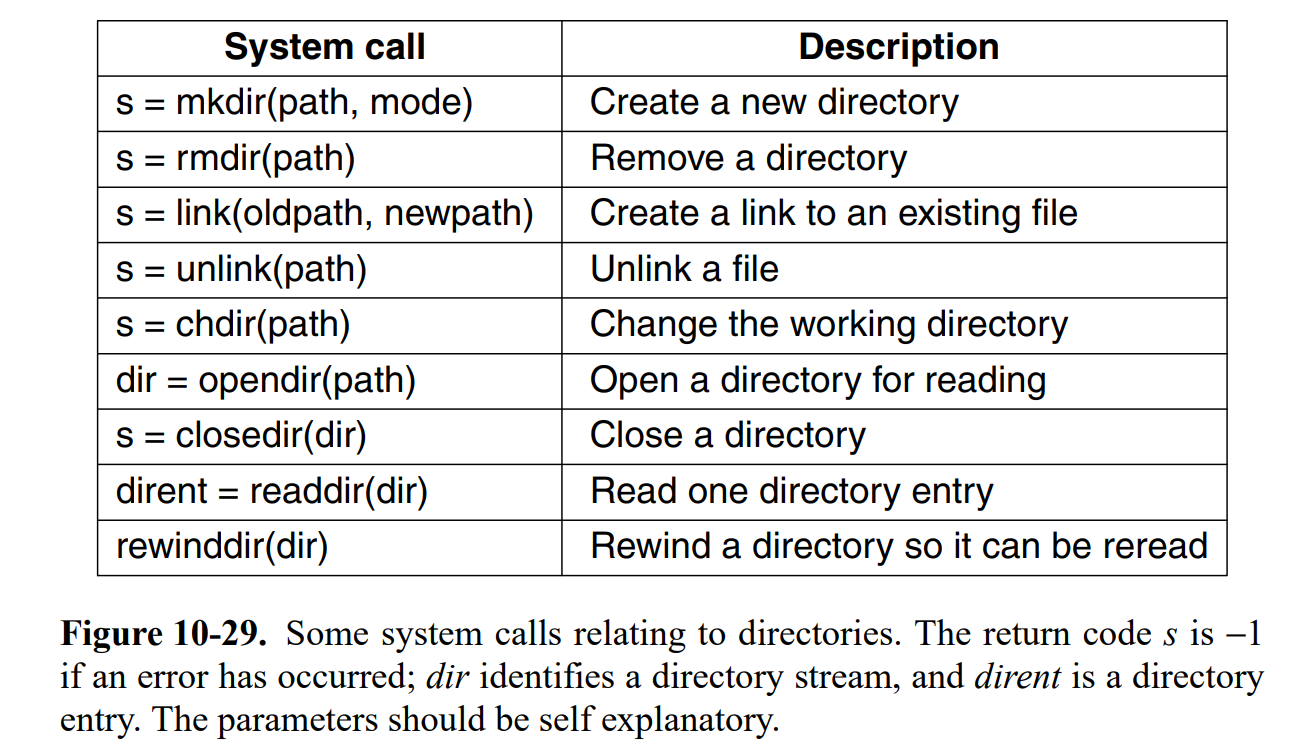 System call Description
s = mkdir(path, mode) Create a new directory
s = rmdir(path) Remove a directory
s = link(oldpath, newpath) Create a link to an existing file
s = unlink(path) Unlink a file
s = chdir(path) Change the working directory
dir = opendir(path) Open a directory for reading
s = closedir(dir) Close a directory
dirent = readdir(dir) Read one directory entry
rewinddir(dir) Rewind a directory so it can be reread
Figure 10-29. Some system calls relating to directories. The return code s is −1
if an error has occurred; dir identifies a directory stream, and dirent is a directory
entry. The parameters should be self explanatory.